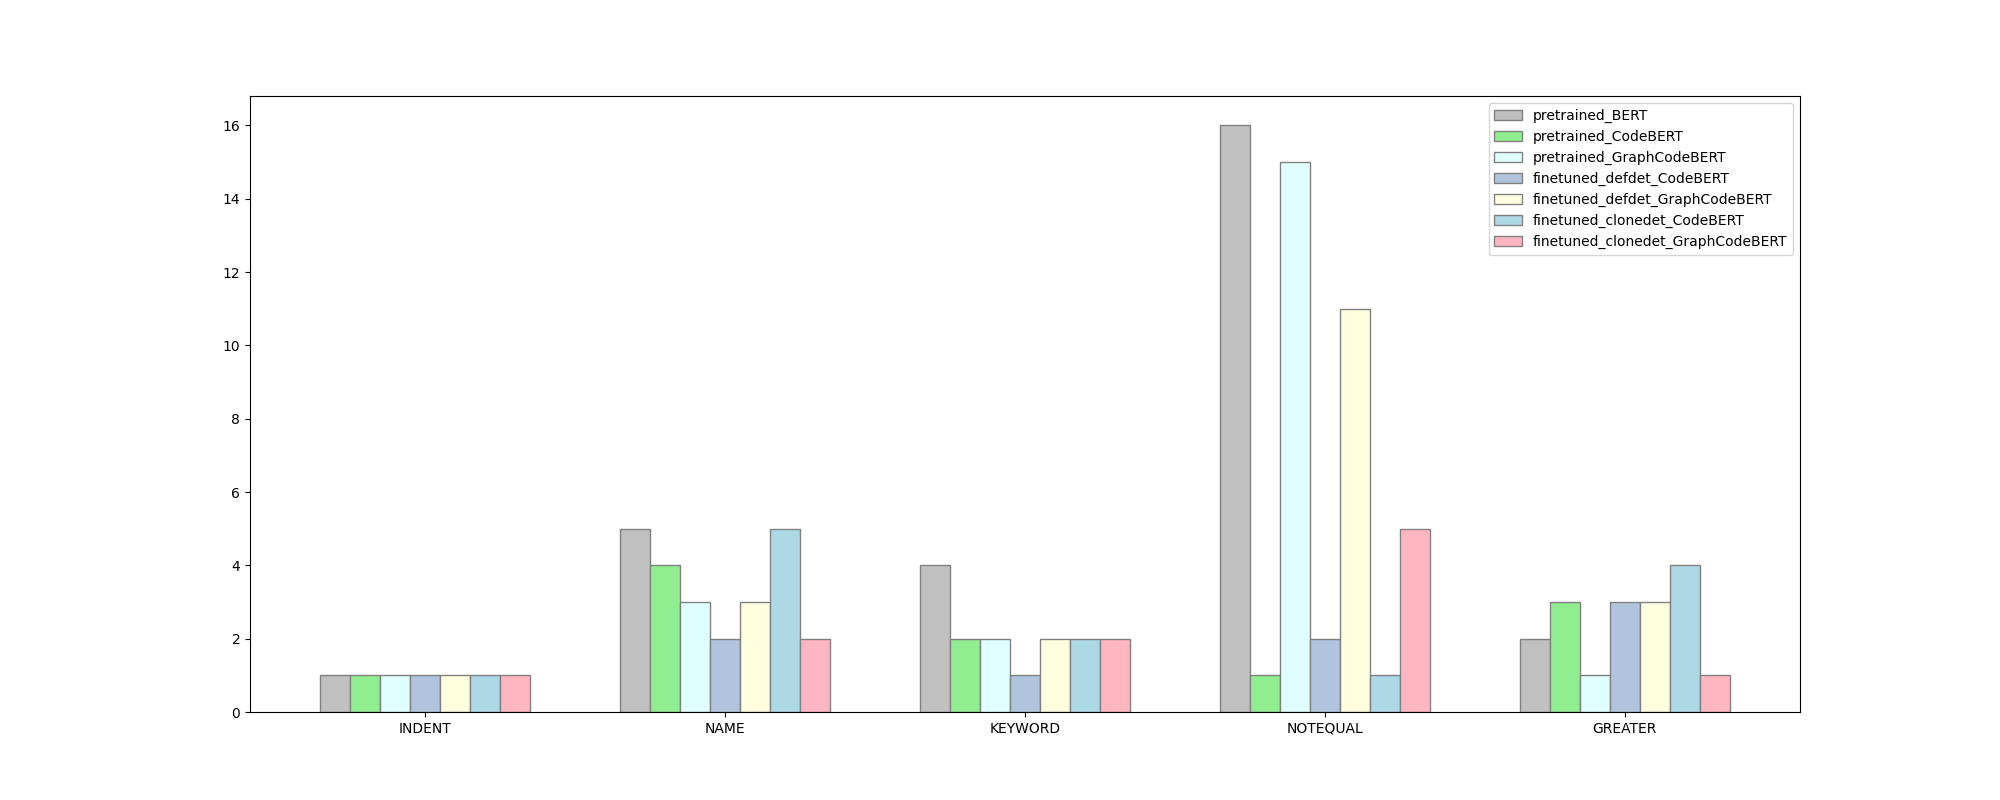 16
14
12
10
8
6
4
2
0
INDENT
NAME
KEYWORD
NOTEQUAL
GREATER
pretrained_BERT
pretrained_CodeBERT
pretrained_GraphCodeBERT
finetuned_defdet_CodeBERT
finetuned_defdet_GraphCodeBERT
finetuned_clonedet_CodeBERT
finetuned_clonedet_GraphCodeBERT